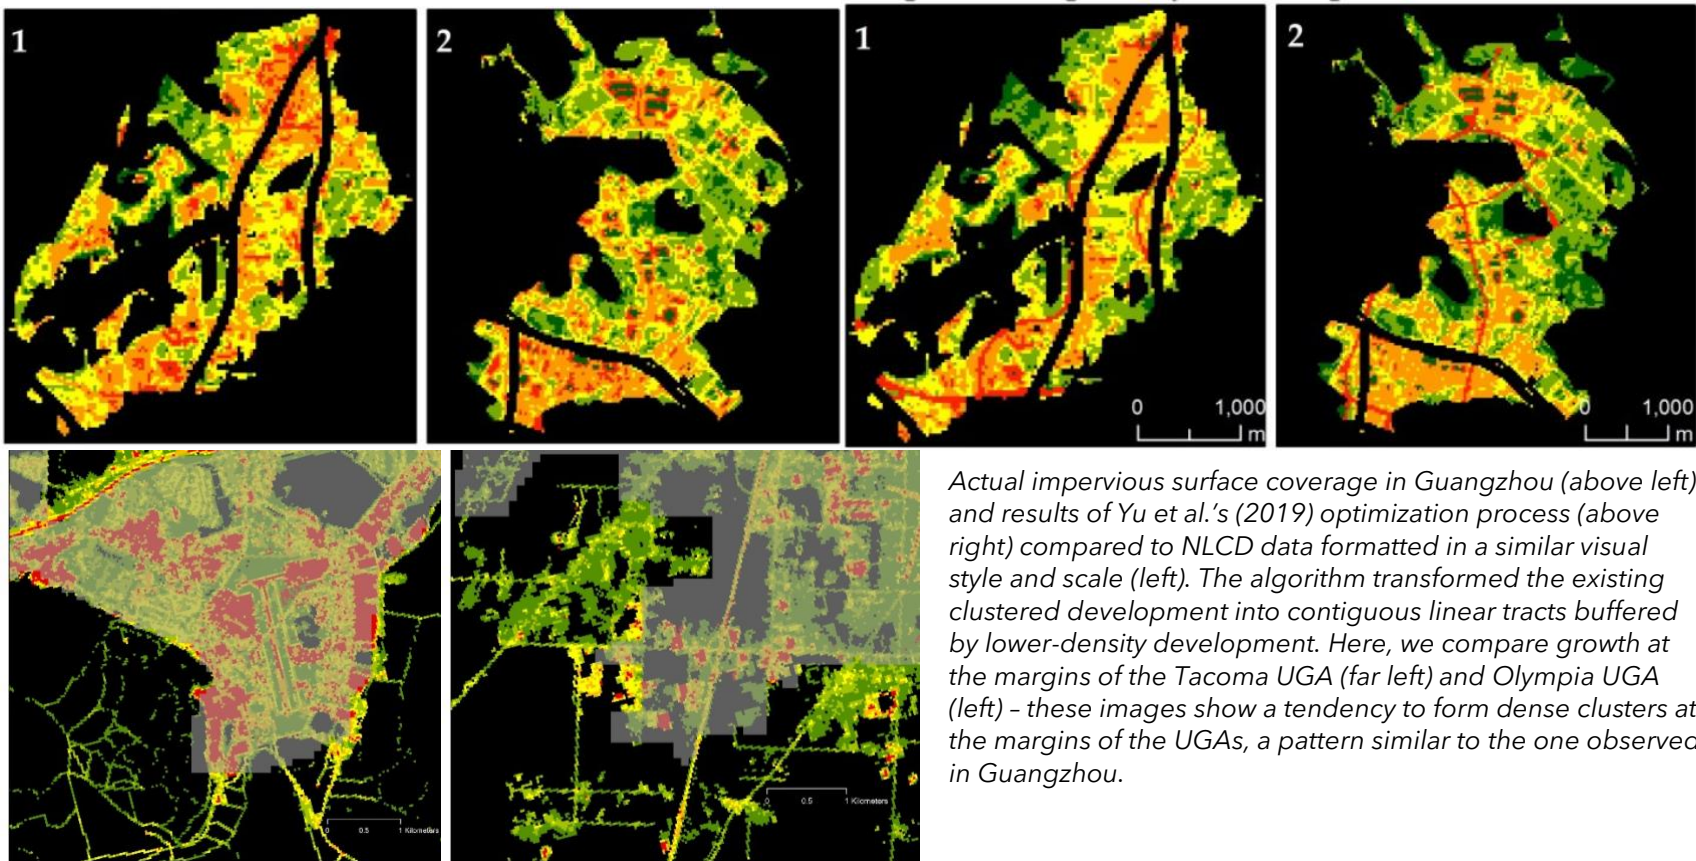 1
2
1
2
0 1,000
m
0 1,000
m
Actual impervious surface coverage in Guangzhou (above left)
and results of Yu et al.’s (2019) optimization process (above
right) compared to NLCD data formatted in a similar visual
style and scale (left). The algorithm transformed the existing
clustered development into contiguous linear tracts buffered
by lower-density development. Here, we compare growth at
the margins of the Tacoma UGA (far left) and Olympia UGA
(left) – these images show a tendency to form dense clusters at
the margins of the UGAs, a pattern similar to the one observed
in Guangzhou.
0 0.5 1 Kilometers
0 0.5 1 Kilometers